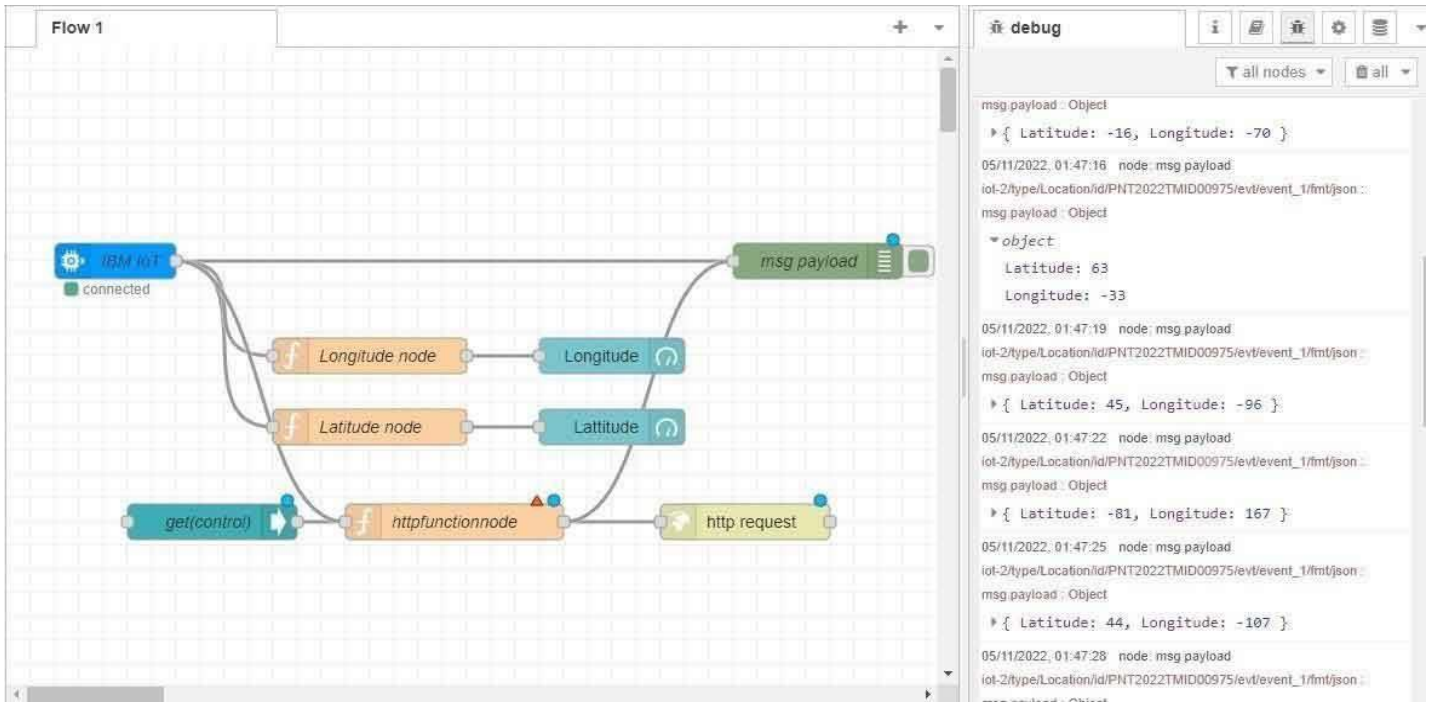 Flow 1
debug
all nodes
all
msg.payload : Object
{ Latitude: -16, Longitude: -70 }
05/11/2022, 01:47:16 node: msg payload
iot-2/type/Location/id/PNT2022TMID00975/evt/event_1/fmt/json :
msg.payload : Object
object
Latitude: 63
Longitude: -33
05/11/2022, 01:47:19 node: msg payload
iot-2/type/Location/id/PNT2022TMID00975/evt/event_1/fmt/json :
msg.payload : Object
{ Latitude: 45, Longitude: -96 }
05/11/2022, 01:47:22 node: msg payload
iot-2/type/Location/id/PNT2022TMID00975/evt/event_1/fmt/json :
msg.payload : Object
{ Latitude: -81, Longitude: 167 }
05/11/2022, 01:47:25 node: msg payload
iot-2/type/Location/id/PNT2022TMID00975/evt/event_1/fmt/json :
msg.payload : Object
{ Latitude: 44, Longitude: -107 }
05/11/2022, 01:47:28 node: msg payload
iot-2/type/Location/id/PNT2022TMID00975/evt/event_1/fmt/json :
IBM IoT
connected
msg payload
Longitude node
Longitude
Latitude node
Lattitude
get(control)
httpfunctionnode
http request